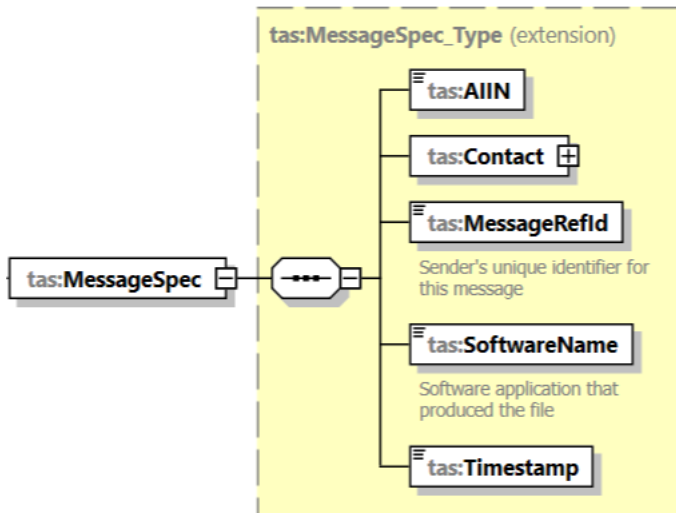 tas:MessageSpec_Type (extension)
tas:AIIN
tas:Contact
tas:MessageRefId
Sender's unique identifier for
this message
tas:MessageSpec
tas:SoftwareName
Software application that
produced the file
tas:Timestamp